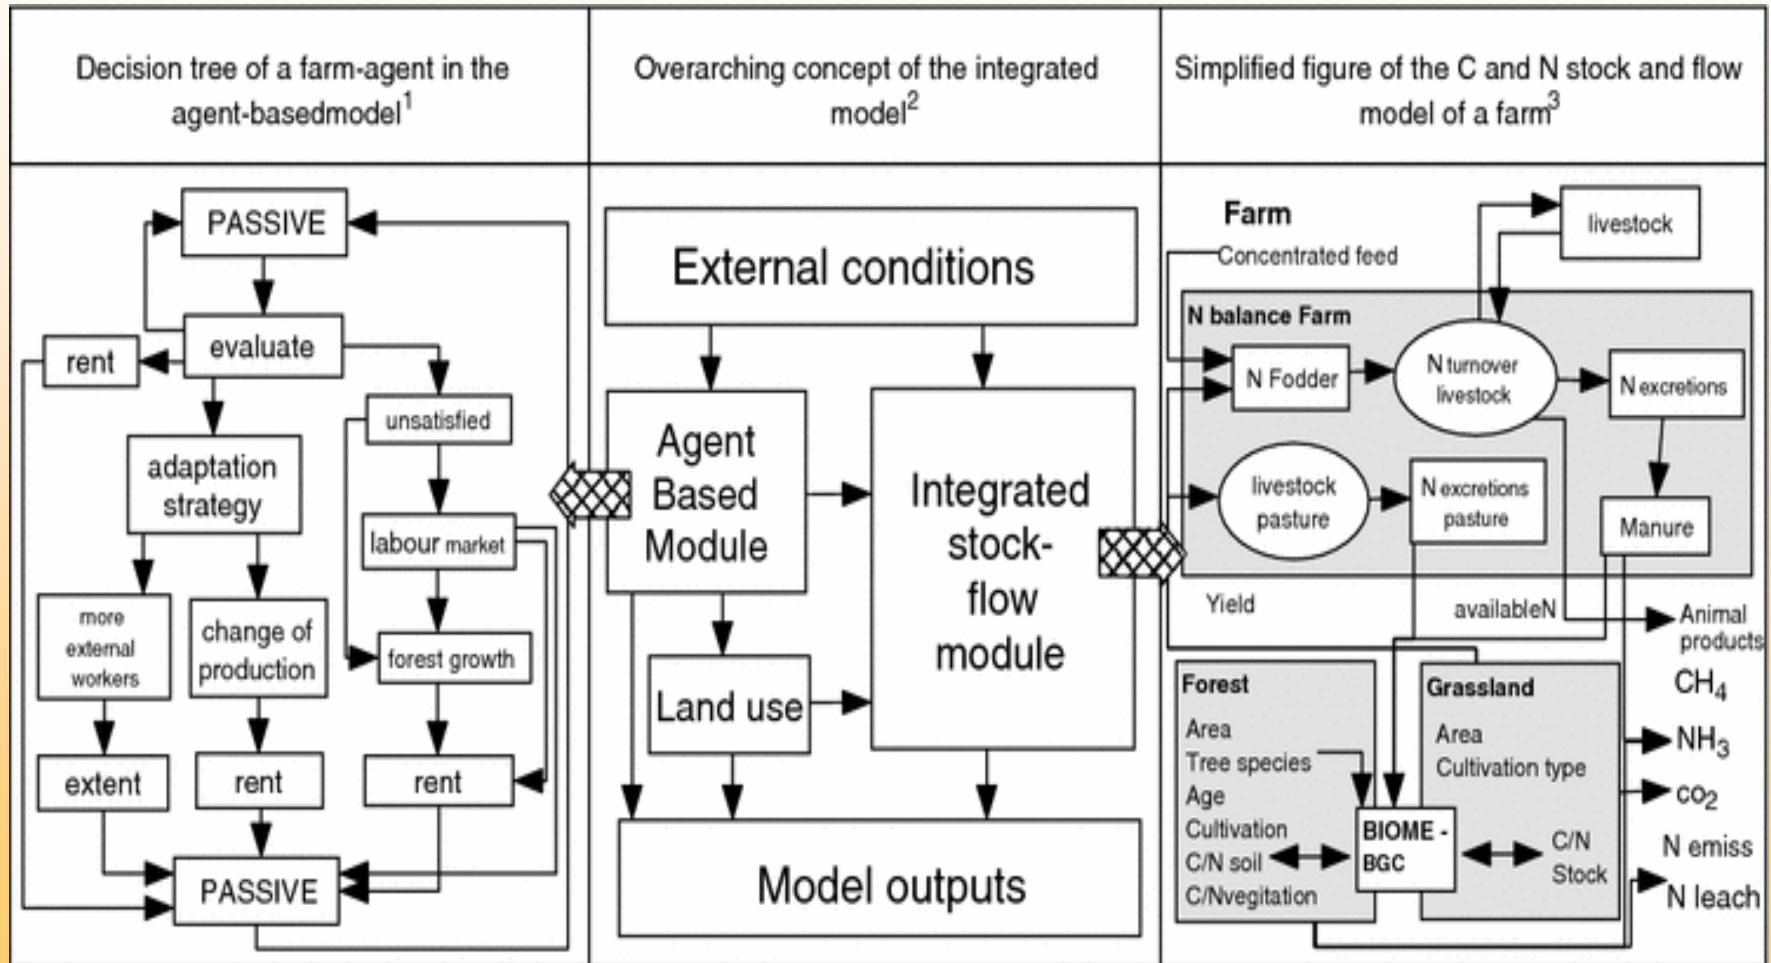 Decision tree of a farm-agent in the
agent-basedmodel1
Overarching concept of the integrated
model2
Simplified figure of the C and N stock and flow
model of a farm3
PASSIVE
evaluate
rent
unsatisfied
adaptation
strategy
labour market
more
external
workers
change of
production
forest growth
extent
rent
rent
PASSIVE
External conditions
Agent
Based
Module
Integrated
stock-
flow
module
Land use
Model outputs
Farm
livestock
Concentrated feed
N balance Farm
N Fodder
N turnover
livestock
N excretions
livestock
pasture
N excretions
pasture
Manure
Yield
availableN
Animal
products
CH4
NH3
co2
N emiss
N leach
Forest
Area
Tree species
Age
Cultivation
C/N soil
C/Nvegitation
BIOME -
BGC
Grassland
Area
Cultivation type
C/N
Stock